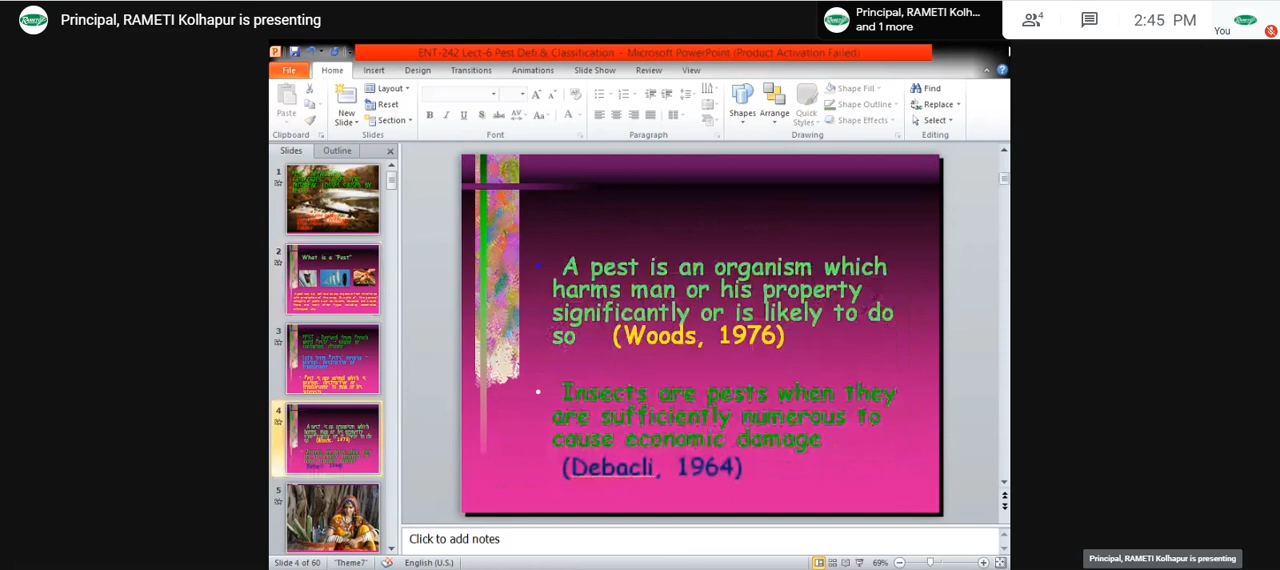 Principal, RAMETI Kolhapur is presenting
Principal, RAMETI Kolh...
and 1 more
4
2:45 PM
You
ENT-242 Lect-6 Pest Defi & Classification - Microsoft PowerPoint (Product Activation Failed)
File Home Insert Design Transitions Animations Slide Show Review View
Paste
New
Slide
Layout
Reset
Section
Shapes Arrange Quick
Styles
Shape Fill
Shape Outline
Shape Effects
Find
Replace
Select
Clipboard Slides Font Paragraph Drawing Editing
Slides Outline
1
2
What is a "Pest"
3
4
5
A pest is an organism which
harms man or his property
significantly or is likely to do
so (Woods, 1976)
Insects are pests when they
are sufficiently numerous to
cause economic damage
(Debacli, 1964)
Click to add notes
Slide 4 of 60 "Theme7" English (U.S.) 69%
Principal, RAMETI Kolhapur is presenting